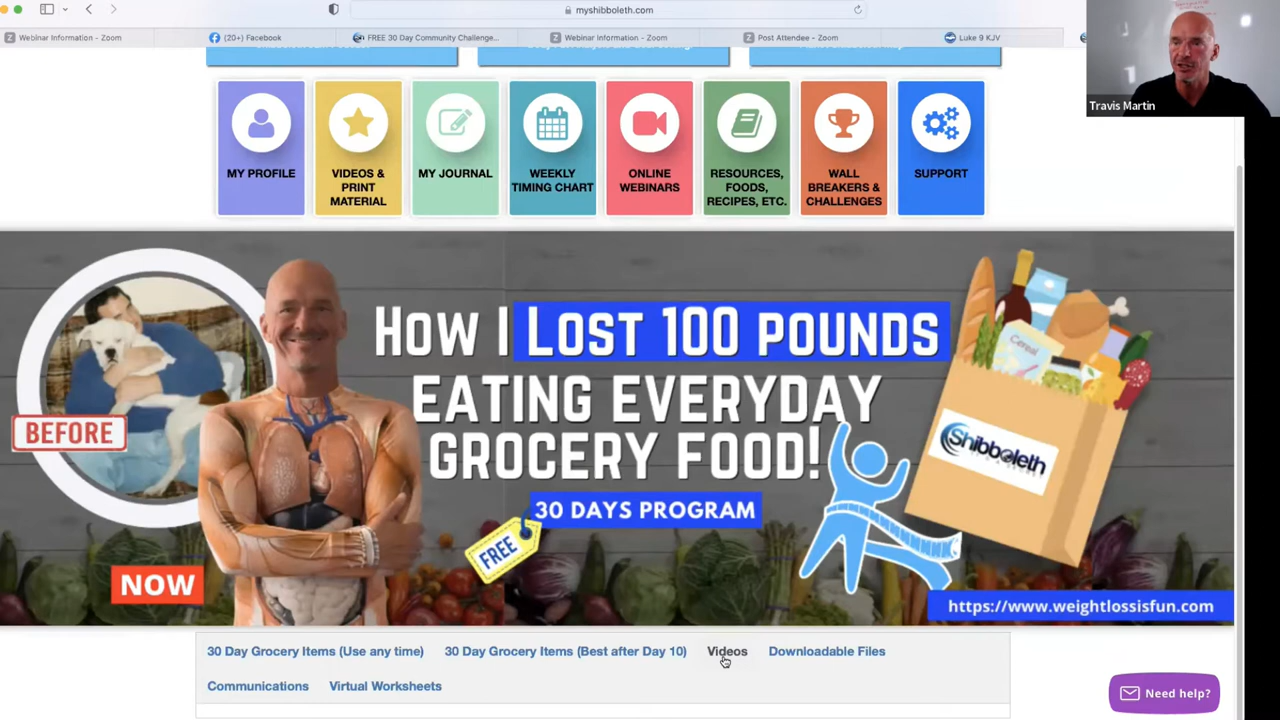 myshibboleth.com
Webinar Information - Zoom
(20+) Facebook
FREE 30 Day Community Challenge...
Webinar Information - Zoom
Post Attendee - Zoom
Luke 9 KJV
Travis Martin
MY PROFILE
VIDEOS &
PRINT
MATERIAL
MY JOURNAL
WEEKLY
TIMING CHART
ONLINE
WEBINARS
RESOURCES,
FOODS,
RECIPES, ETC.
WALL
BREAKERS &
CHALLENGES
SUPPORT
HOW I LOST 100 POUNDS
EATING EVERYDAY
GROCERY FOOD!
30 DAYS PROGRAM
FREE
BEFORE
NOW
Cereal
Shibboleth
https://www.weightlossisfun.com
30 Day Grocery Items (Use any time)
30 Day Grocery Items (Best after Day 10)
Videos
Downloadable Files
Communications
Virtual Worksheets
Need help?